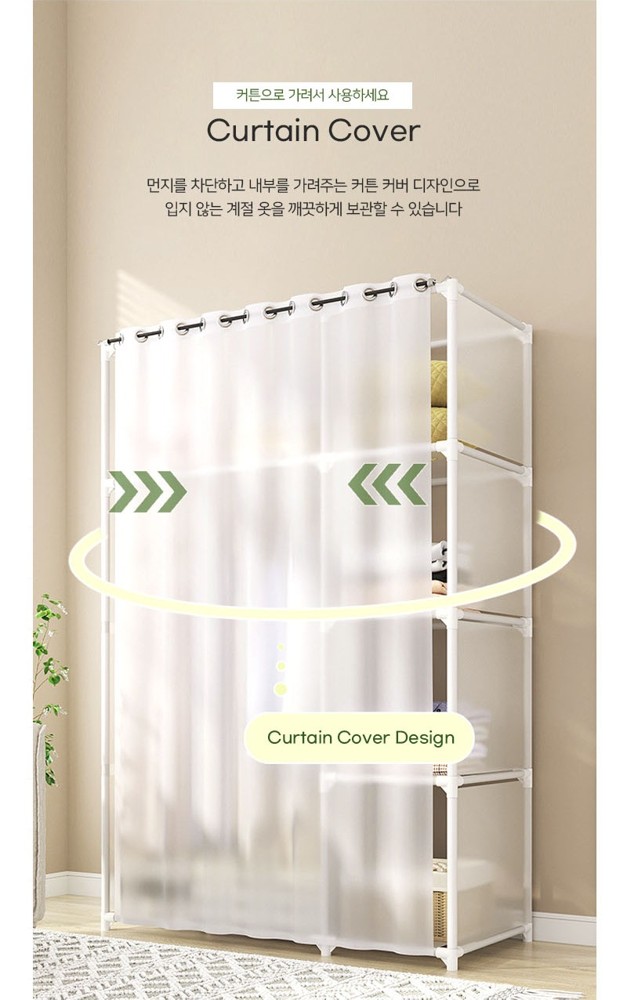 커튼으로 가려서 사용하세요
Curtain Cover
먼지를 차단하고 내부를 가려주는 커튼 커버 디자인으로
입지 않는 계절 옷을 깨끗하게 보관할 수 있습니다
Curtain Cover Design